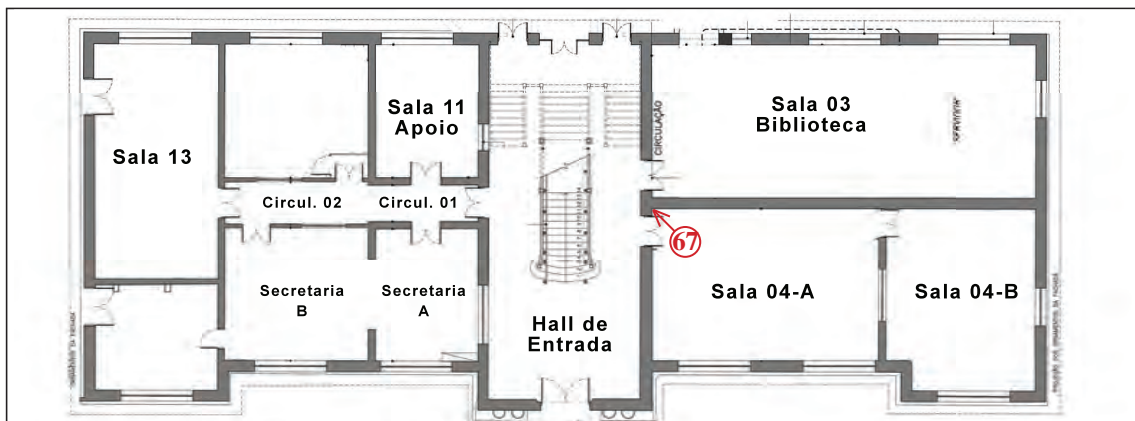 Sala 13
Sala 11
Apoio
Circul. 02
Circul. 01
Secretaria
B
Secretaria
A
Hall de
Entrada
CIRCULAÇÃO
Sala 03
Biblioteca
67
Sala 04-A
Sala 04-B